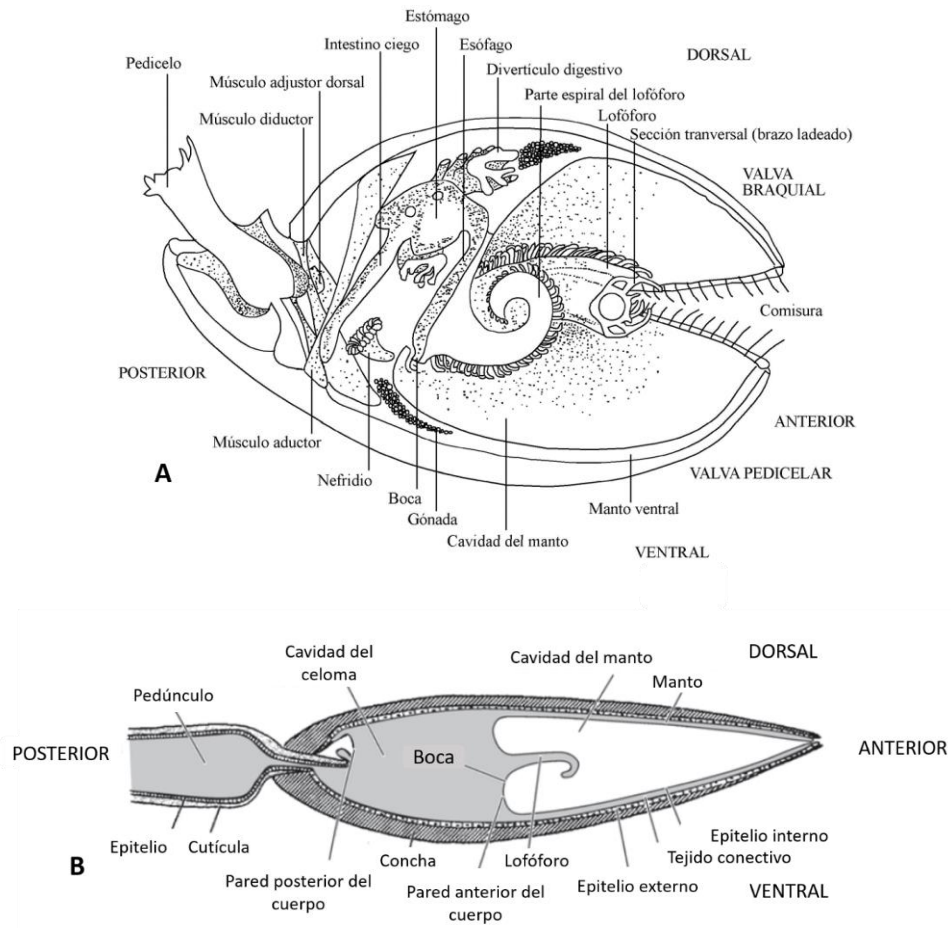 Estómago
Intestino ciego
Esófago
DORSAL
Pedicelo
Divertículo digestivo
Músculo adjustor dorsal
Parte espiral del lofóforo
Lofóforo
Músculo diductor
Sección tranversal (brazo ladeado)
VALVA
BRAQUIAL
Comisura
POSTERIOR
ANTERIOR
Músculo aductor
VALVA PEDICELAR
A
Nefridio
Boca
Manto ventral
Gónada
Cavidad del manto
VENTRAL
Cavidad del
celoma
Cavidad del manto
DORSAL
Pedúnculo
Manto
POSTERIOR
Boca
ANTERIOR
Epitelio interno
Epitelio
Cutícula
Concha
Lofóforo
Tejido conectivo
B
Pared posterior del
cuerpo
Pared anterior del
cuerpo
Epitelio externo
VENTRAL